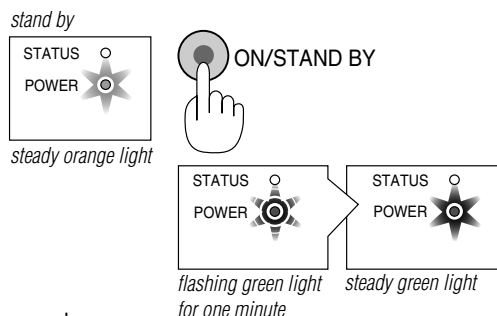 stand by
STATUS
POWER
steady orange light
ON/STAND BY
STATUS
POWER
flashing green light
for one minute
STATUS
POWER
steady green light